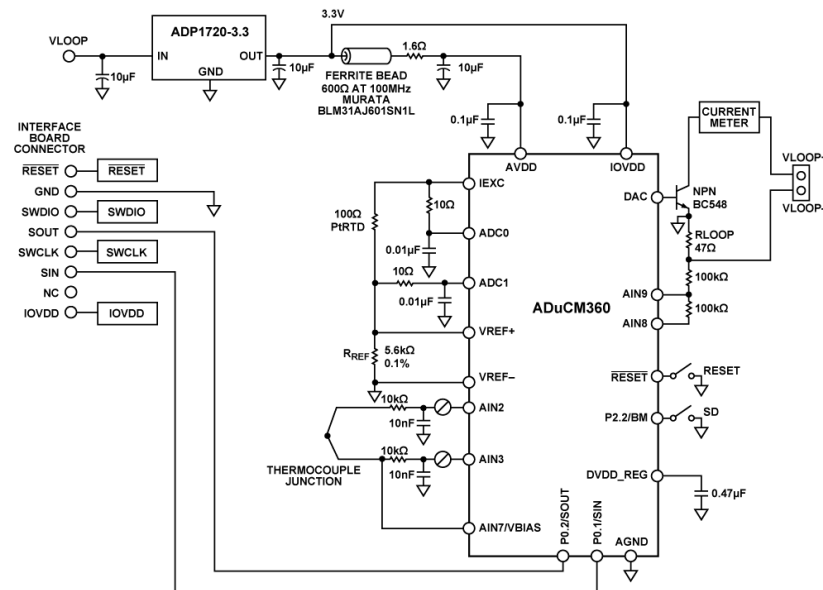 VLOOP
ADP1720-3.3
IN
OUT
GND
10µF
10µF
3.3V
1.6Ω
10µF
FERRITE BEAD
600Ω AT 100MHz
MURATA
BLM31AJ601SN1L
0.1µF
0.1µF
CURRENT
METER
INTERFACE
BOARD
CONNECTOR
RESET
RESET
GND
SWDIO
SWDIO
SOUT
SWCLK
SWCLK
SIN
NC
IOVDD
IOVDD
AVDD
IOVDD
IEXC
DAC
NPN
BC548
VLOOP-
VLOOP-
100Ω
PtRTD
10Ω
ADC0
0.01µF
RLOOP
47Ω
10Ω
ADC1
0.01µF
100kΩ
AIN9
100kΩ
AIN8
ADuCM360
VREF+
RREF
5.6kΩ
0.1%
VREF–
RESET
RESET
10kΩ
AIN2
10nF
P2.2/BM
SD
10kΩ
AIN3
10nF
THERMOCOUPLE
JUNCTION
DVDD_REG
0.47µF
AIN7/VBIAS
P0.2/SOUT
P0.1/SIN
AGND